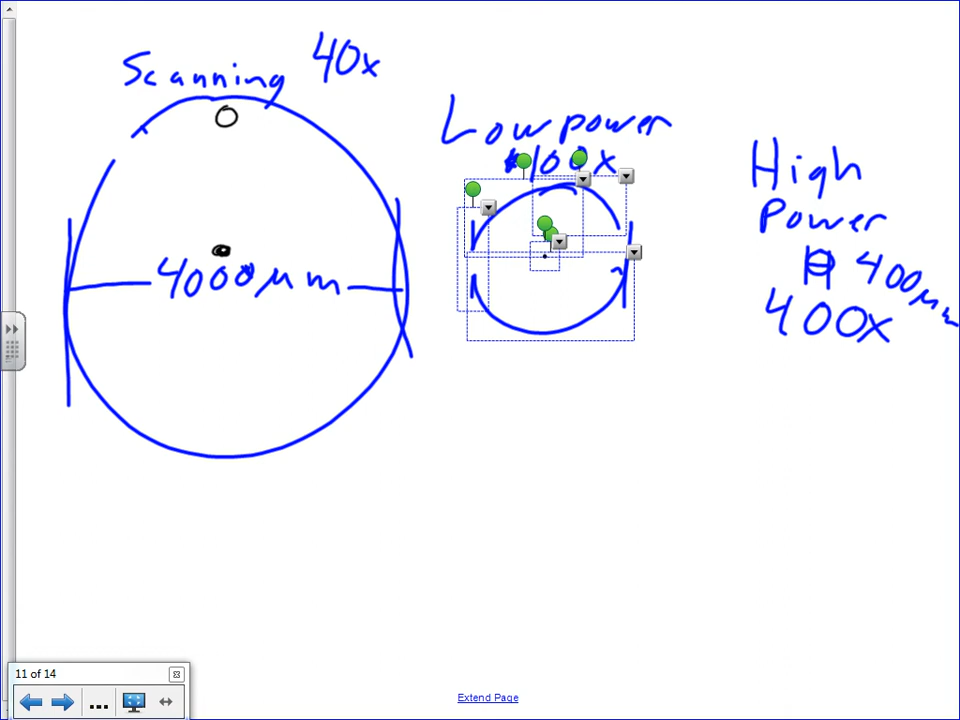 Scanning 40x
4000μm
Low power
100x
High
Power
400μm
400x
11 of 14
...
Extend Page